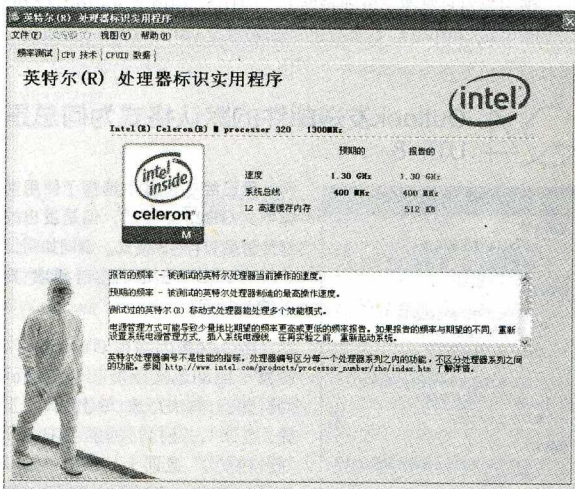 英特尔(R) 处理器标识实用程序
文件(F) 视图(V) 帮助(H)
频率测试 CPU 技术 CPUID 数据
英特尔(R) 处理器标识实用程序
intel
Intel(R) Celeron(R) M processor 320 1300MHz
预期的 报告的
速度 1.30 GHz 1.30 GHz
系统总线 400 MHz 400 MHz
L2 高速缓存内存 512 KB
intel inside
celeron
M
报告的频率 - 被测试的英特尔处理器当前操作的速度。
预期的频率 - 被测试的英特尔处理器制造的最高操作速度。
测试过的英特尔(R) 移动式处理器能处理多个效能模式。
电源管理方式可能导致少量地比期望的频率更高或更低的频率报告。如果报告的频率与期望的不同, 重新
设置系统电源管理方式, 插入系统电源线, 在再实验之前, 重新起动系统。
英特尔处理器编号不是性能的指标。处理器编号区分每一个处理器系列之内的功能, 不区分处理器系列之间
的功能。参阅 http://www.intel.com/products/processor_number/zho/index.htm 了解详备。